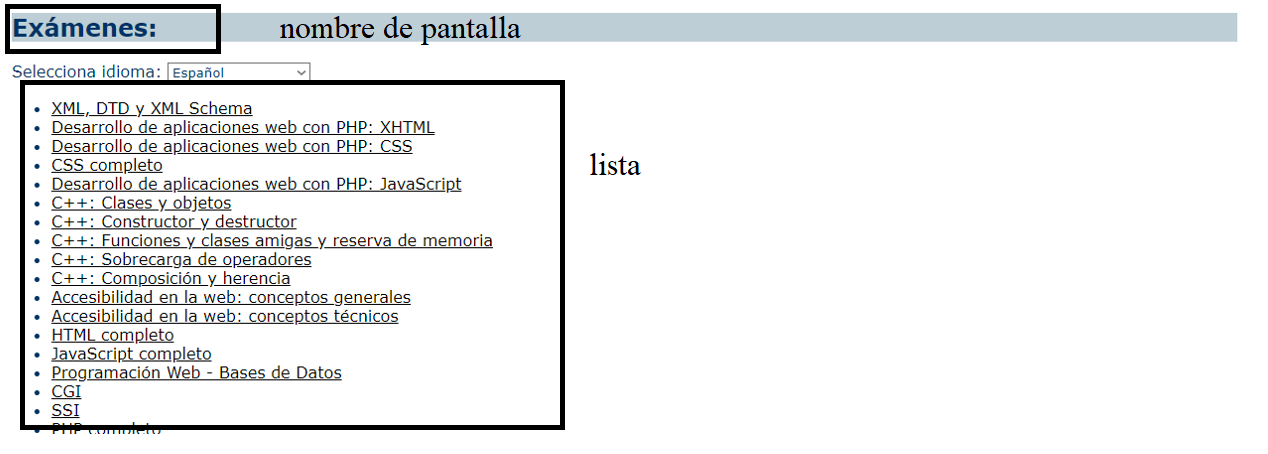 Exámenes: nombre de pantalla
Selecciona idioma: Español
XML, DTD y XML Schema
Desarrollo de aplicaciones web con PHP: XHTML
Desarrollo de aplicaciones web con PHP: CSS
lista
CSS completo
Desarrollo de aplicaciones web con PHP: JavaScript
C++: Clases y objetos
C++: Constructor y destructor
C++: Funciones y clases amigas y reserva de memoria
C++: Sobrecarga de operadores
C++: Composición y herencia
Accesibilidad en la web: conceptos generales
Accesibilidad en la web: conceptos técnicos
HTML completo
JavaScript completo
Programación Web - Bases de Datos
CGI
SSI
PHP completo